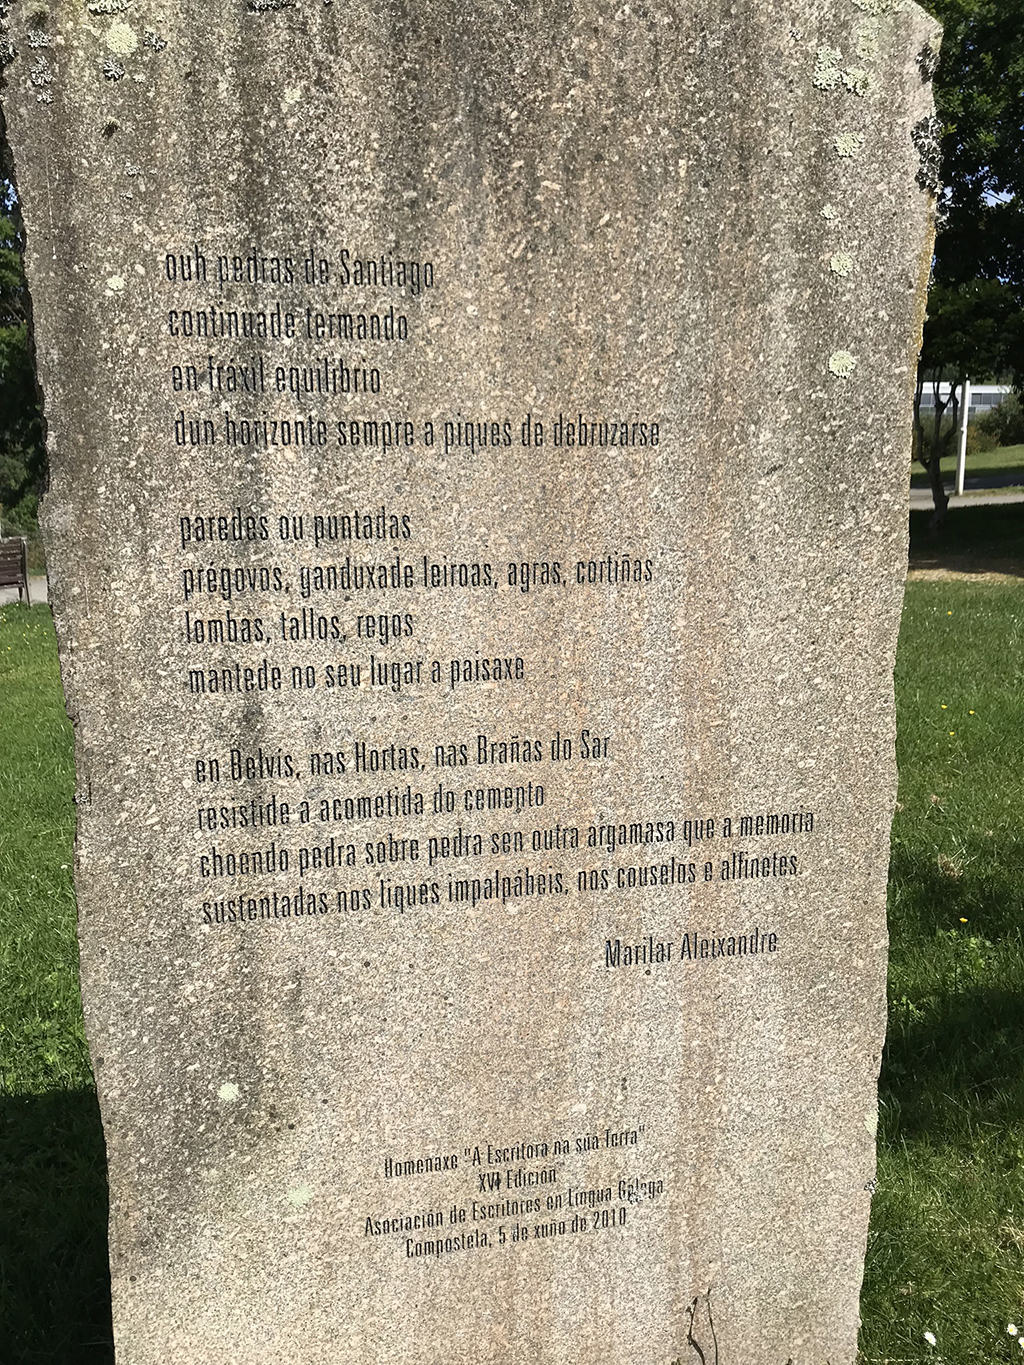 ouh pedras de Santiago
continuade termando
en fráxil equilibrio
dun horizonte sempre a piques de debruzarse
paredes ou puntadas
prégovos, ganduxade leiroas, agras, cortiñas
lombas, tallos, regos
mantede no seu lugar a paisaxe
en Belvís, nas Hortas, nas Brañas do Sar
resistide a acometida do cemento
choendo pedra sobre pedra sen outra argamasa que a memoria
sustentadas nos liques impalpábeis, nos couselos e alfinetes.
Marilar Aleixandre
Homenaxe "A Escritora na súa Terra"
XVI Edición"
Asociación de Escritores en Lingua Galega
Compostela, 5 de xuño de 2010